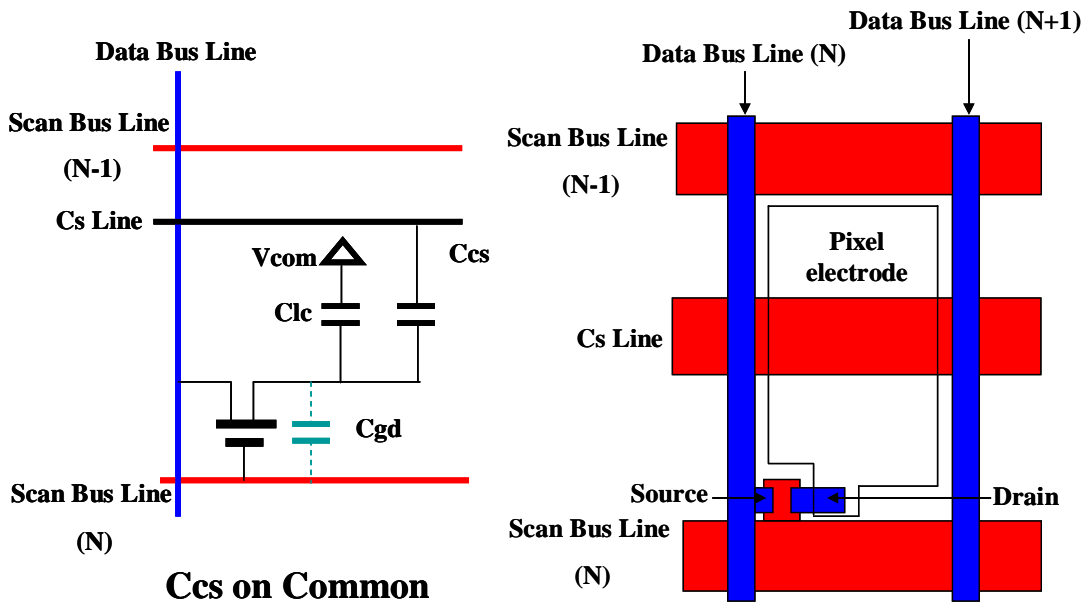 Data Bus Line
Scan Bus Line
(N-1)
Cs Line
Vcom
Ccs
Clc
Cgd
Scan Bus Line
(N)
Ccs on Common
Data Bus Line (N+1)
Data Bus Line (N)
Scan Bus Line
(N-1)
Pixel
electrode
Cs Line
Source
Drain
Scan Bus Line
(N)